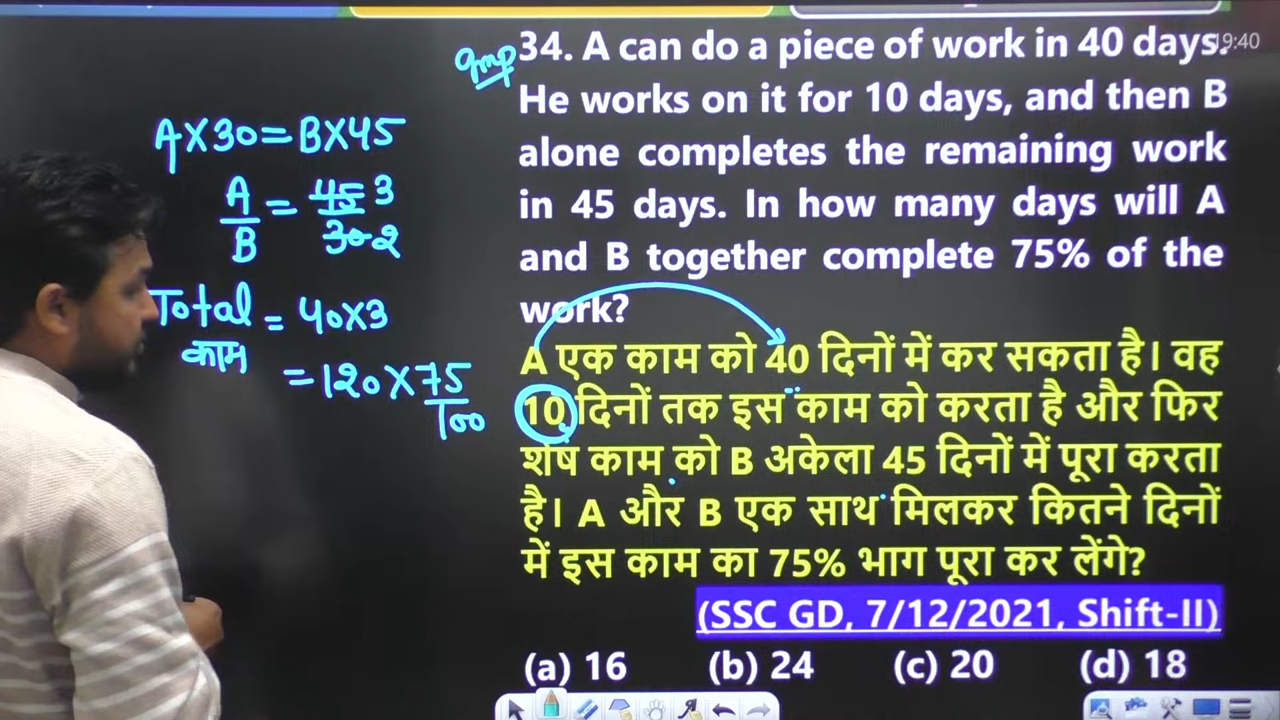 19:40
Imp
34. A can do a piece of work in 40 days.
He works on it for 10 days, and then B
alone completes the remaining work
in 45 days. In how many days will A
and B together complete 75% of the
work?
A एक काम को 40 दिनों में कर सकता है। वह
10 दिनों तक इस काम को करता है और फिर
शेष काम को B अकेला 45 दिनों में पूरा करता
है। A और B एक साथ मिलकर कितने दिनों
में इस काम का 75% भाग पूरा कर लेंगे?
(SSC GD, 7/12/2021, Shift-II)
(a) 16 (b) 24 (c) 20 (d) 18
A×30=B×45
A/B = 45 3/30 2
Total काम = 40×3
=120×75/100